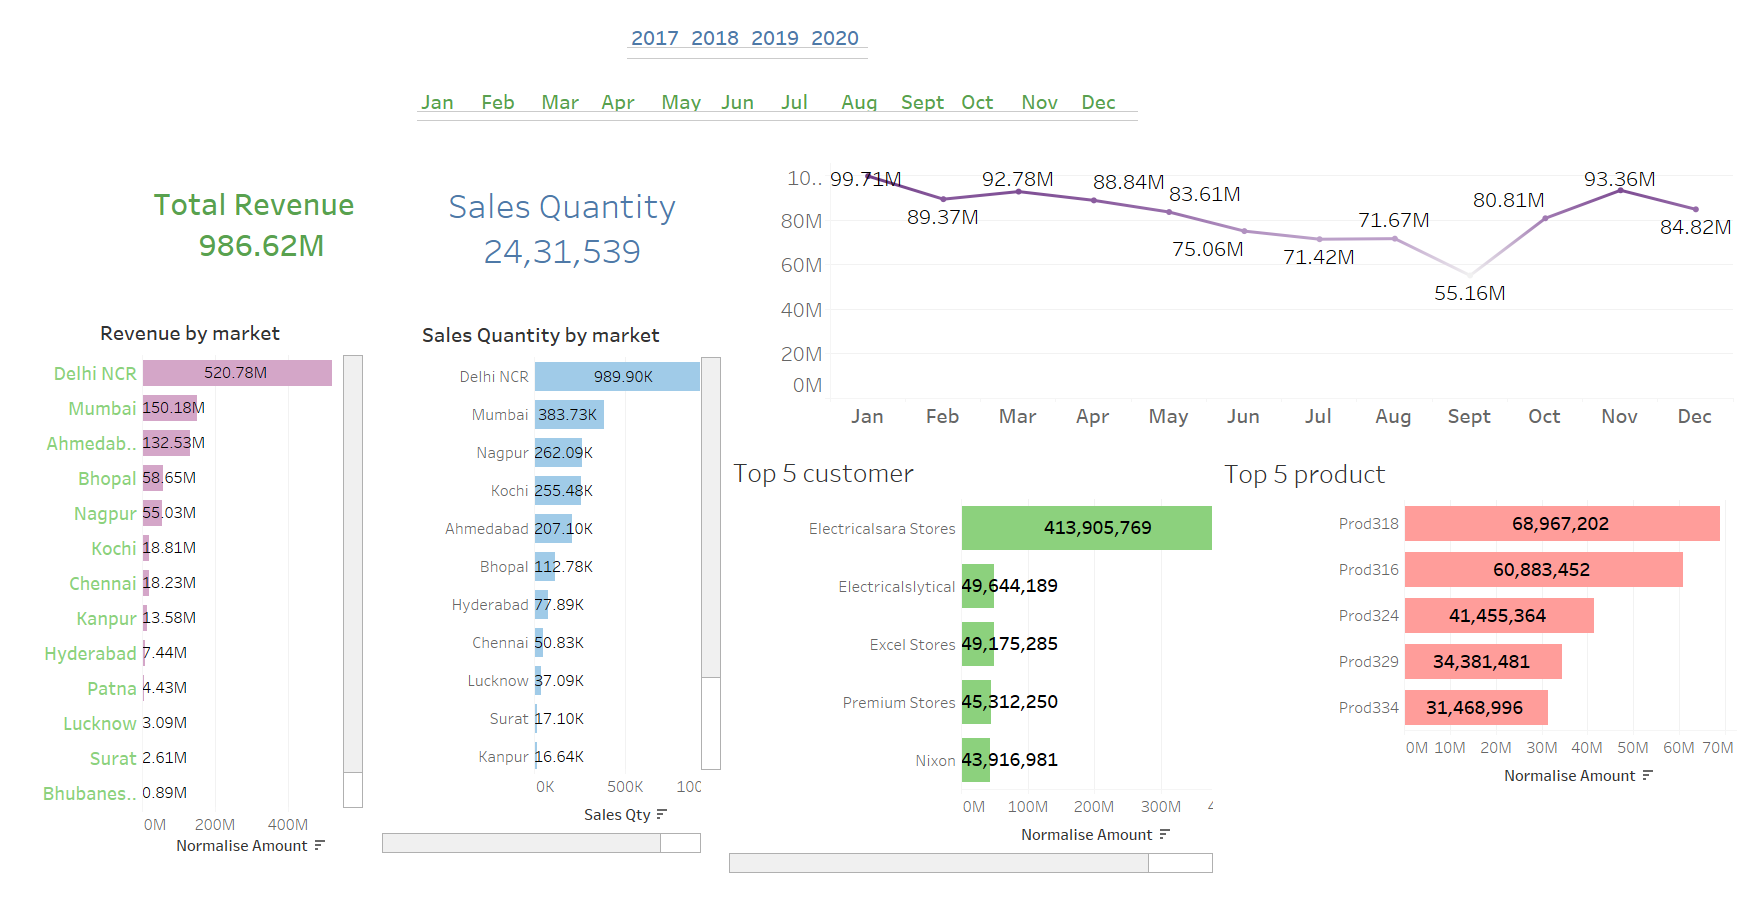 2017 2018 2019 2020
Jan Feb Mar Apr May Jun Jul Aug Sept Oct Nov Dec
Total Revenue
986.62M
Sales Quantity
24,31,539
10..
80M
60M
40M
20M
0M
99.71M 89.37M 92.78M 88.84M 83.61M 75.06M 71.42M 71.67M 55.16M 80.81M 93.36M 84.82M
Jan Feb Mar Apr May Jun Jul Aug Sept Oct Nov Dec
Revenue by market
Delhi NCR 520.78M
Mumbai 150.18M
Ahmedab.. 132.53M
Bhopal 58.65M
Nagpur 55.03M
Kochi 18.81M
Chennai 18.23M
Kanpur 13.58M
Hyderabad 7.44M
Patna 4.43M
Lucknow 3.09M
Surat 2.61M
Bhubanes.. 0.89M
0M 200M 400M
Normalise Amount
Sales Quantity by market
Delhi NCR 989.90K
Mumbai 383.73K
Nagpur 262.09K
Kochi 255.48K
Ahmedabad 207.10K
Bhopal 112.78K
Hyderabad 77.89K
Chennai 50.83K
Lucknow 37.09K
Surat 17.10K
Kanpur 16.64K
0K 500K 100
Sales Qty
Top 5 customer
Electricalsara Stores 413,905,769
Electricalslytical 49,644,189
Excel Stores 49,175,285
Premium Stores 45,312,250
Nixon 43,916,981
0M 100M 200M 300M
Normalise Amount
Top 5 product
Prod318 68,967,202
Prod316 60,883,452
Prod324 41,455,364
Prod329 34,381,481
Prod334 31,468,996
0M 10M 20M 30M 40M 50M 60M 70M
Normalise Amount